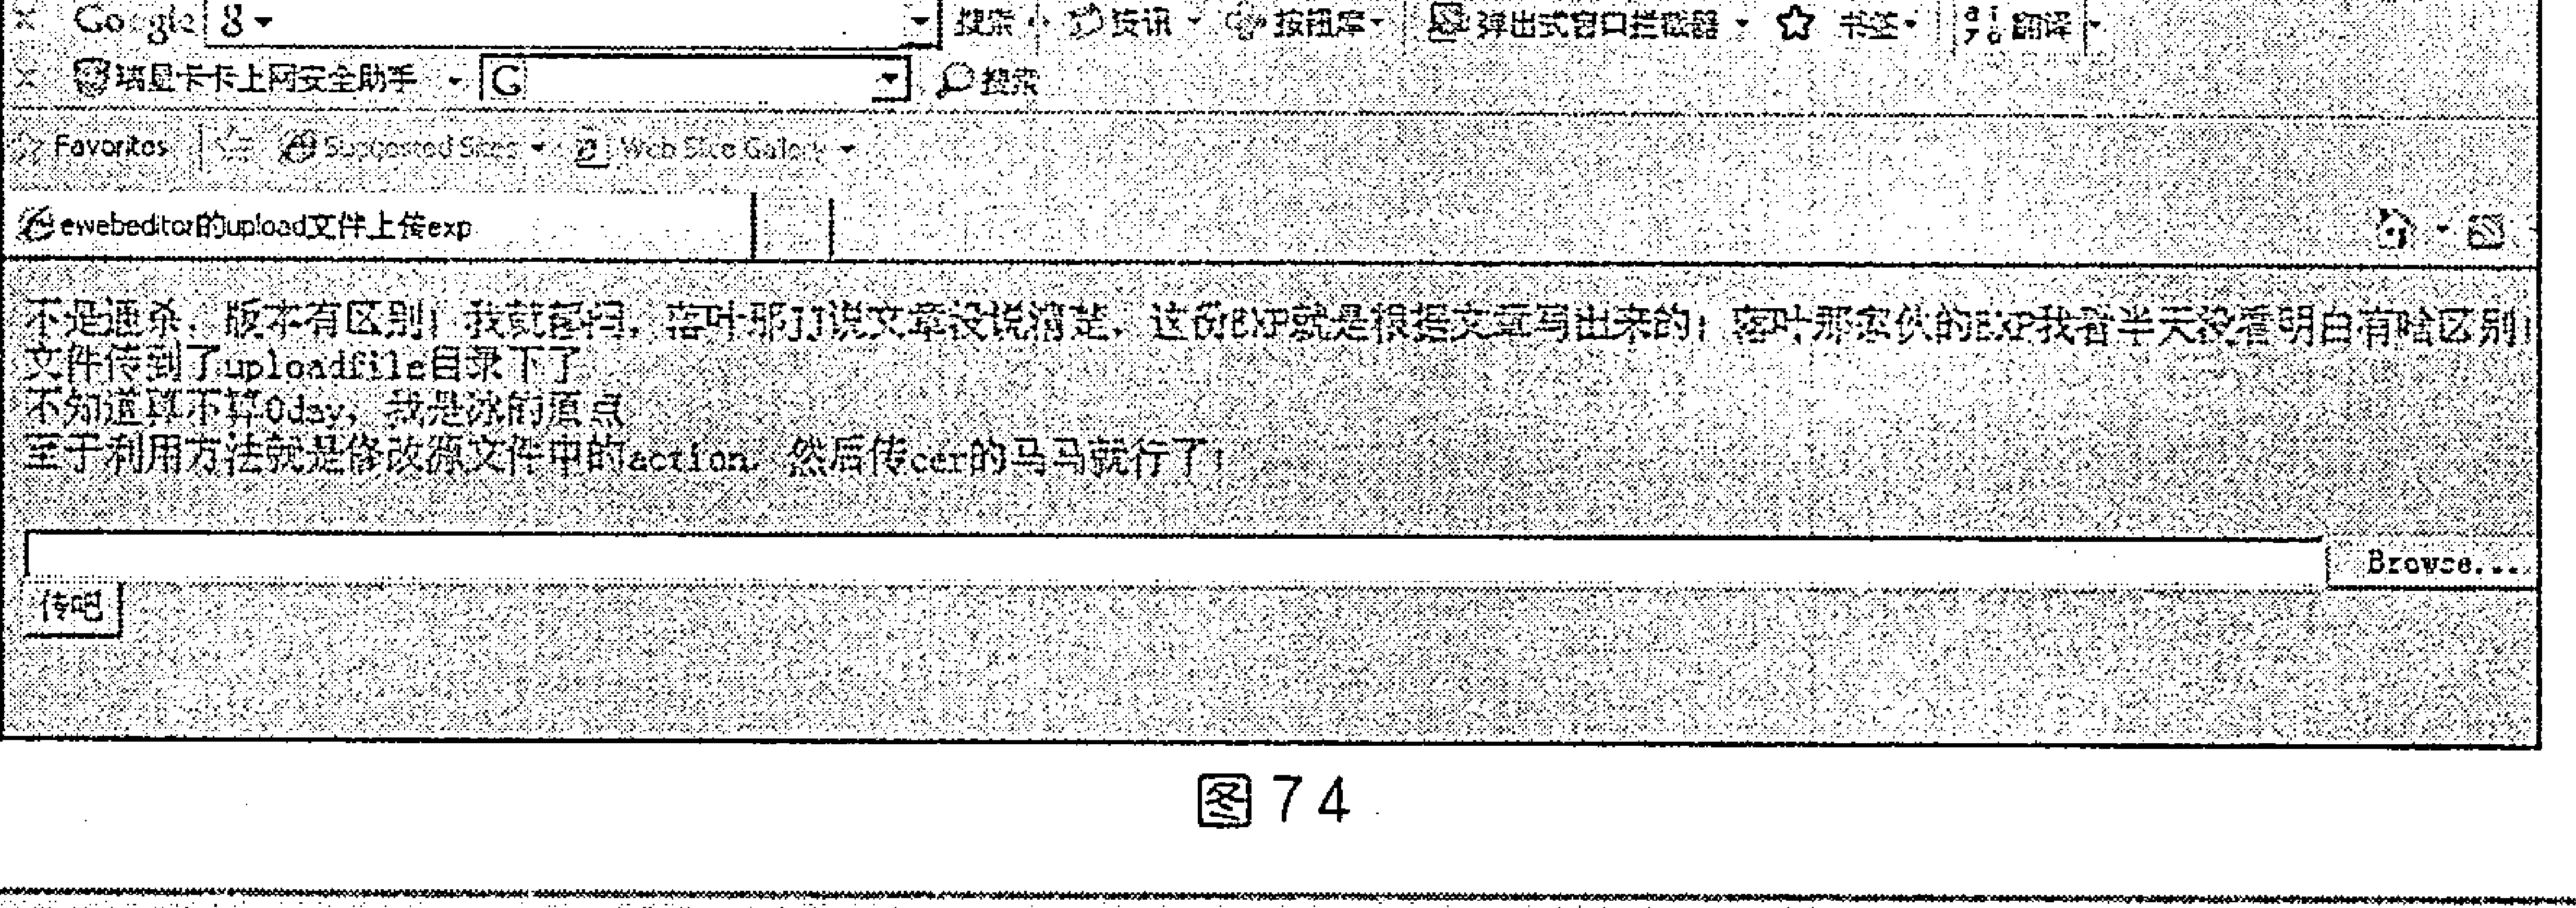 Google 搜索 资讯 按钮库 弹出式窗口拦截器 书签 翻译
瑞星卡卡上网安全助手 G 搜索
Favorites Suggested Sites Web Slice Gallery
ewebeditor的upload文件上传exp
不是通杀，版本有区别！我就郁闷，落叶那 说文章没说清楚，这份EXP就是根据文章写出来的！落叶那家伙的EXP我看半天没看明白有啥区别！
文件传到了uploadfile目录下了
不知道算不算0day，我是冰的原点
至于利用方法就是修改源文件中的action，然后传cer的马马就行了！
Browse...
传吧
图74